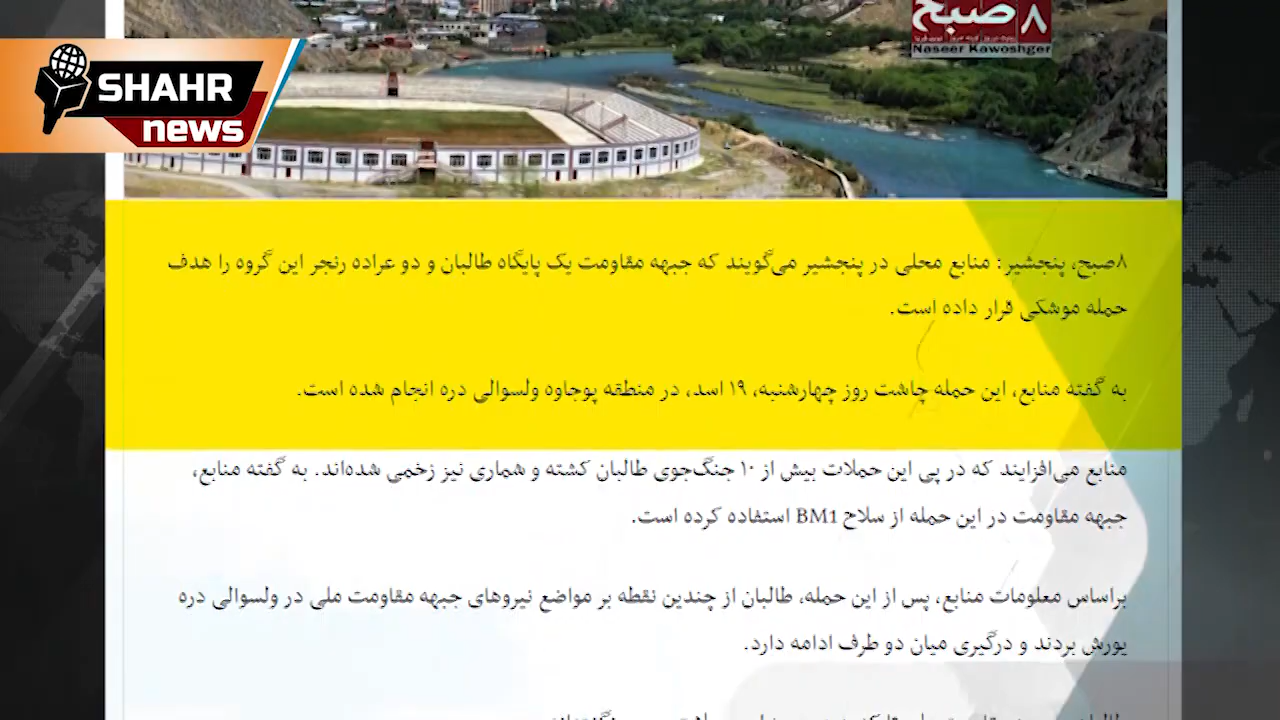 ۸صبح
Naseer Kawoshger
SHAHR
news
۸صبح، پنجشیر: منابع محلی در پنجشیر می‌گویند که جبهه مقاومت یک پایگاه طالبان و دو عراده رنجر این گروه را هدف
حمله موشکی قرار داده است.
به گفته منابع، این حمله چاشت روز چهارشنبه، ۱۹ اسد، در منطقه پوجاوه ولسوالی دره انجام شده است.
منابع می‌افزایند که در پی این حملات بیش از ۱۰ جنگ‌جوی طالبان کشته و شماری نیز زخمی شده‌اند. به گفته منابع،
جبهه مقاومت در این حمله از سلاح BM1 استفاده کرده است.
براساس معلومات منابع، پس از این حمله، طالبان از چندین نقطه بر مواضع نیروهای جبهه مقاومت ملی در ولسوالی دره
یورش بردند و درگیری میان دو طرف ادامه دارد.